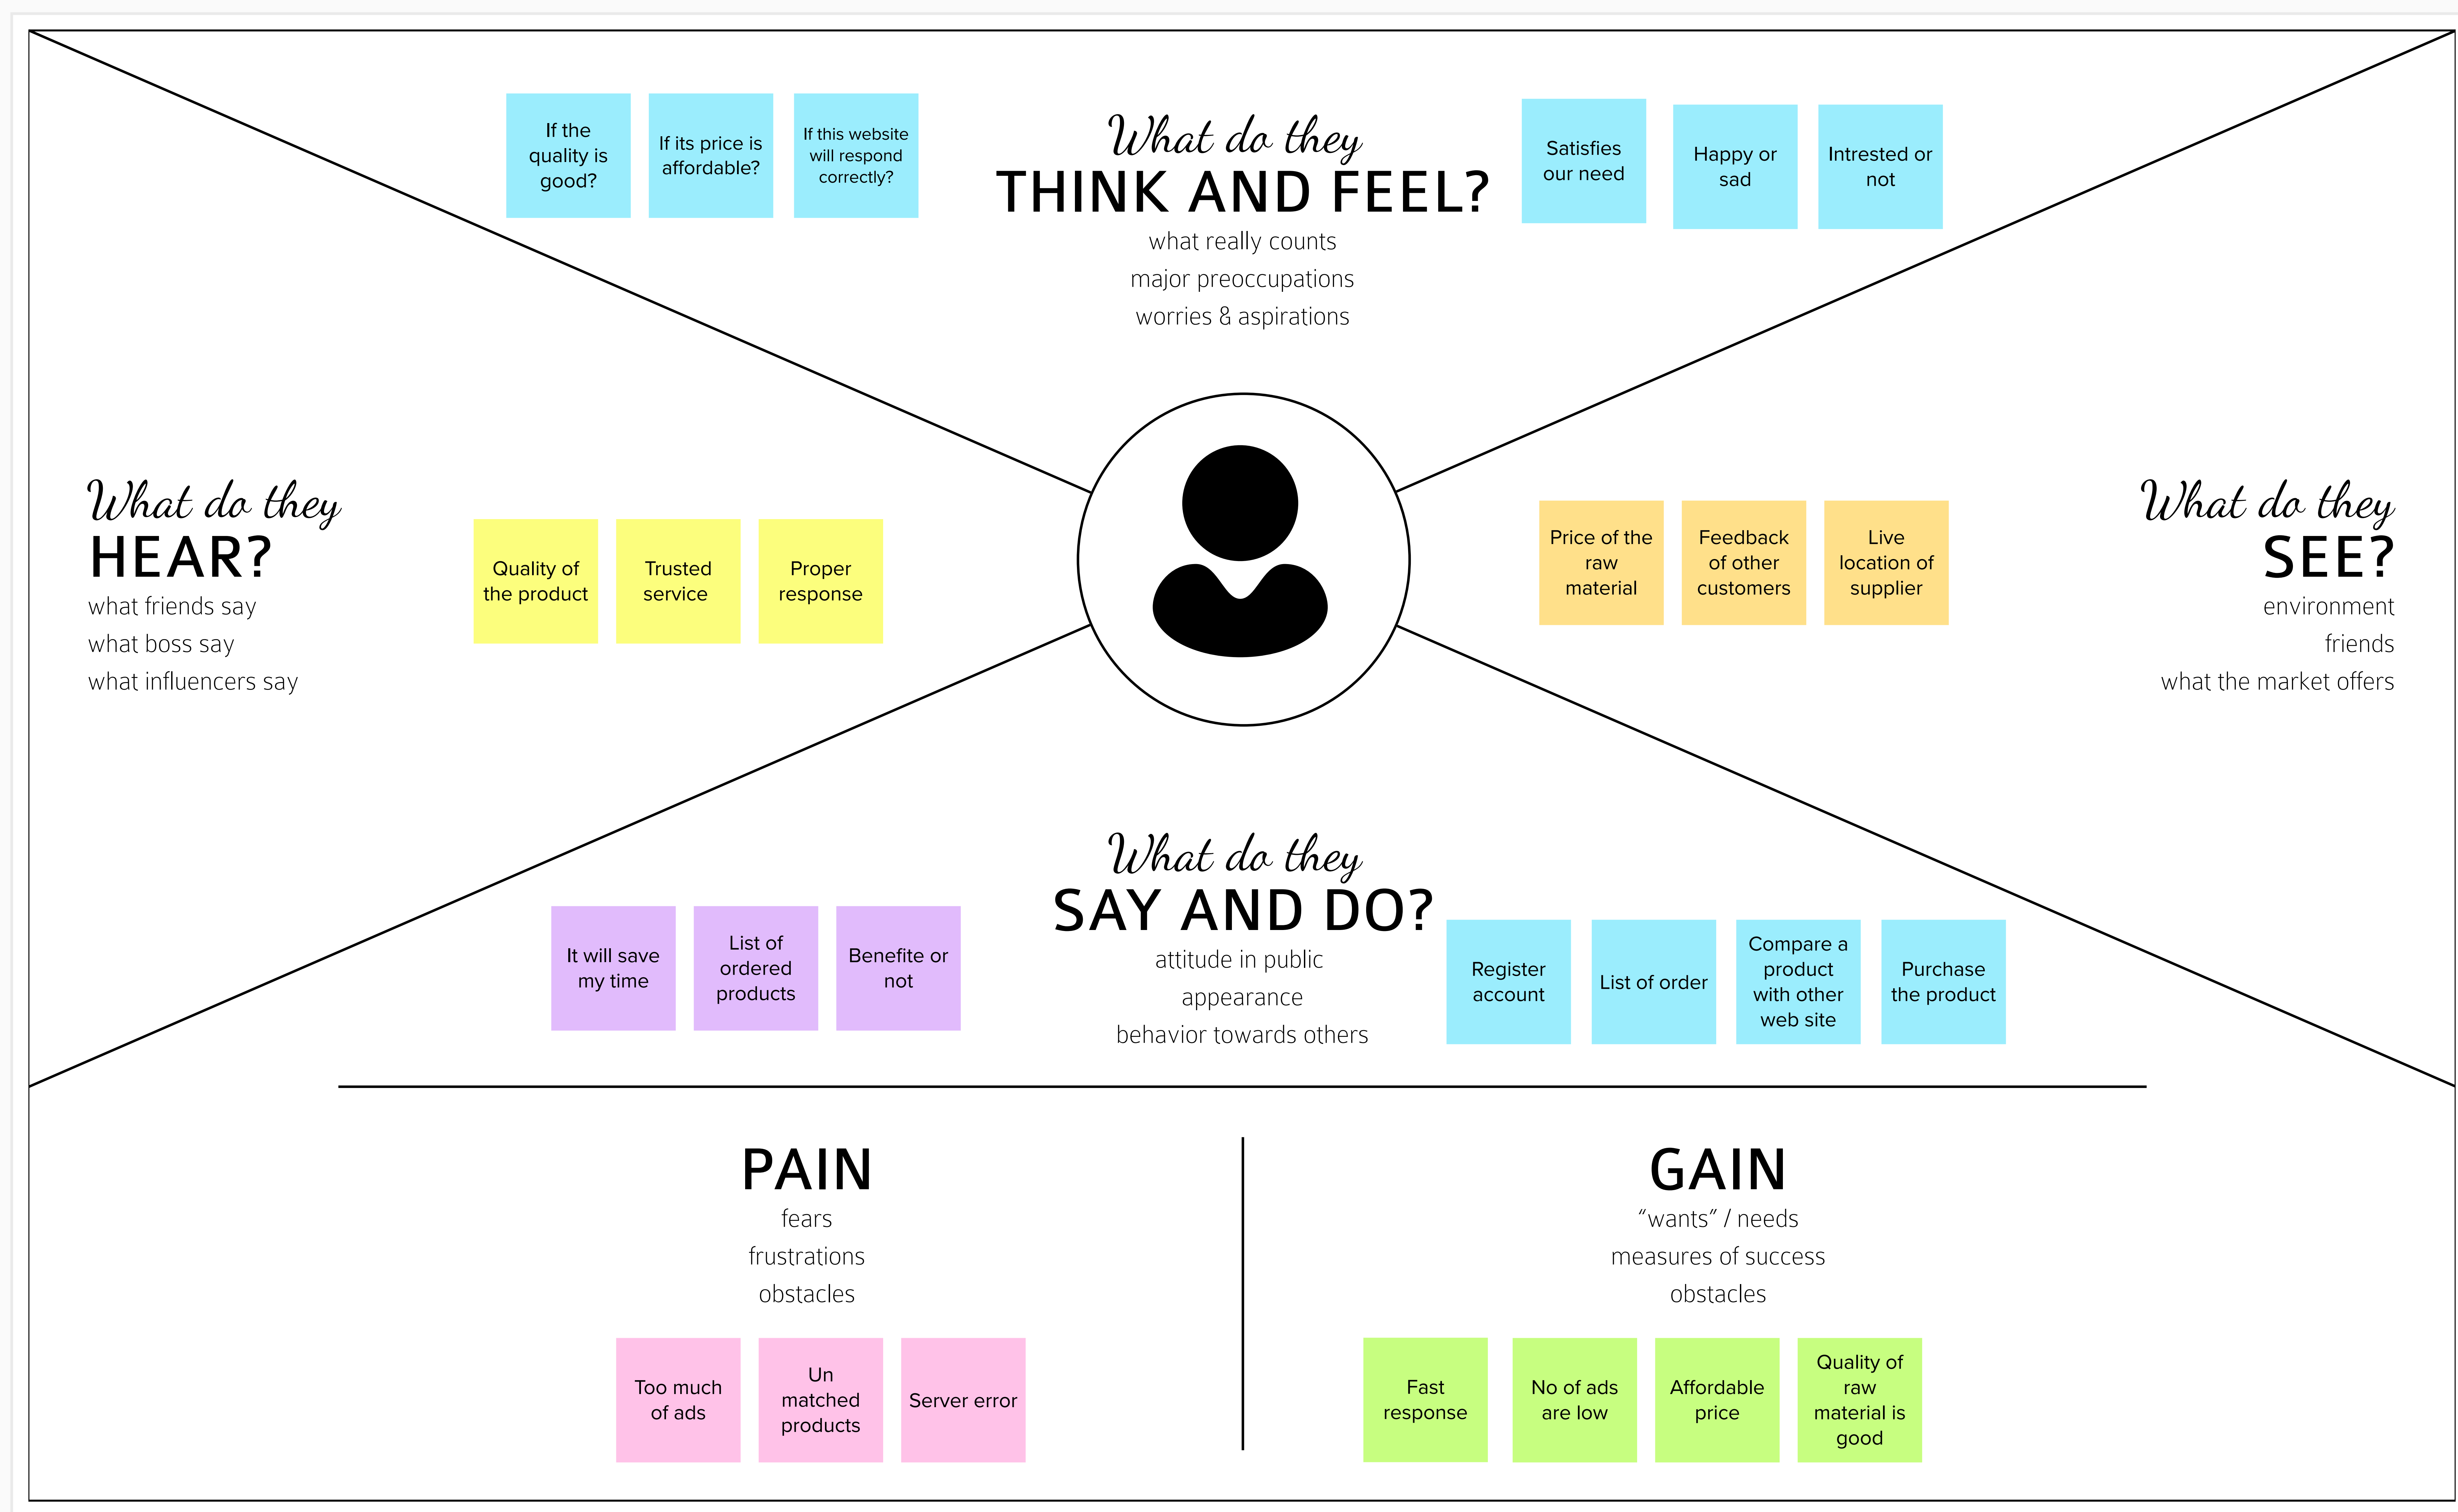 If the
quality is
good?
If its price is
affordable?
If this website
will respond
correctly?
What do they
THINK AND FEEL?
what really counts
major preoccupations
worries & aspirations
Satisfies
our need
Happy or
sad
Intrested or
not
What do they
HEAR?
what friends say
what boss say
what influencers say
Quality of
the product
Trusted
service
Proper
response
Price of the
raw
material
Feedback
of other
customers
Live
location of
supplier
What do they
SEE?
environment
friends
what the market offers
It will save
my time
List of
ordered
products
Benefite or
not
What do they
SAY AND DO?
attitude in public
appearance
behavior towards others
Register
account
List of order
Compare a
product
with other
web site
Purchase
the product
PAIN
fears
frustrations
obstacles
Too much
of ads
Un
matched
products
Server error
GAIN
“wants” / needs
measures of success
obstacles
Fast
response
No of ads
are low
Affordable
price
Quality of
raw
material is
good